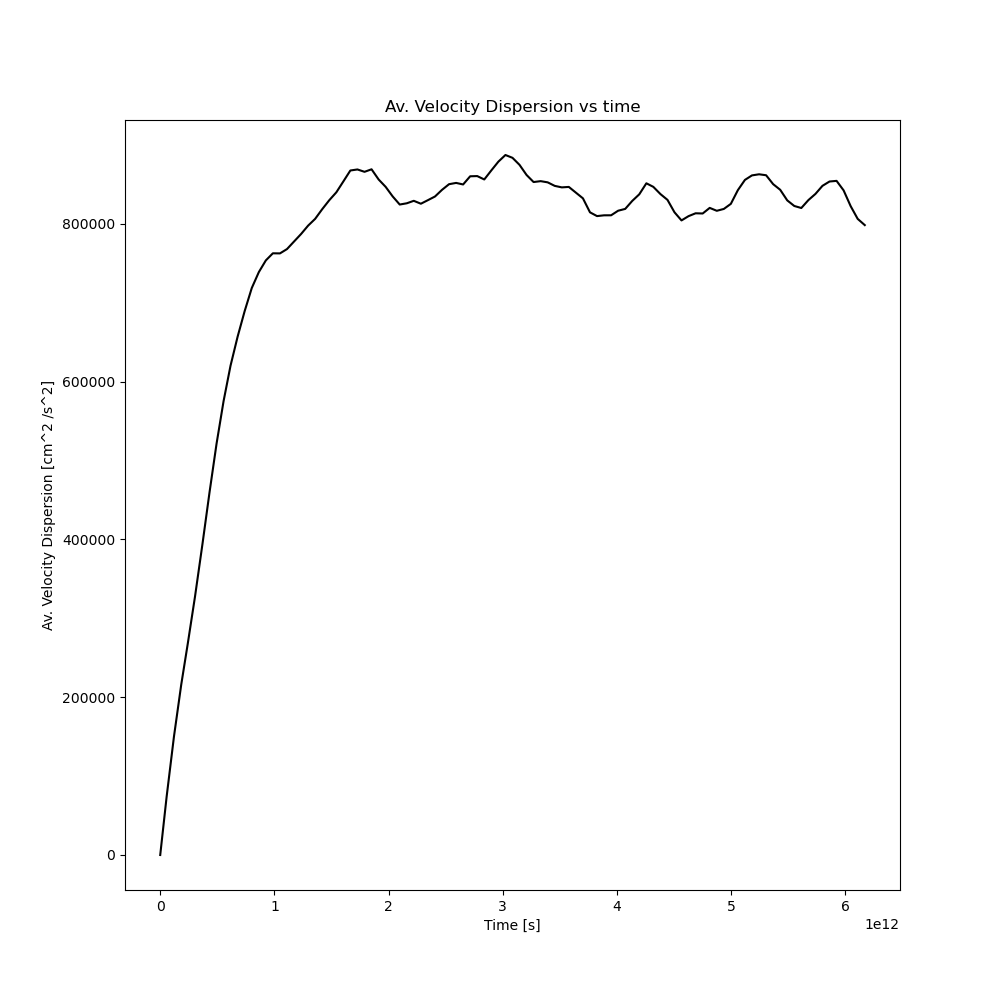 Av. Velocity Dispersion vs time
Av. Velocity Dispersion [cm^2 /s^2]
800000
600000
400000
200000
0
0 1 2 3 4 5 6
1e12
Time [s]